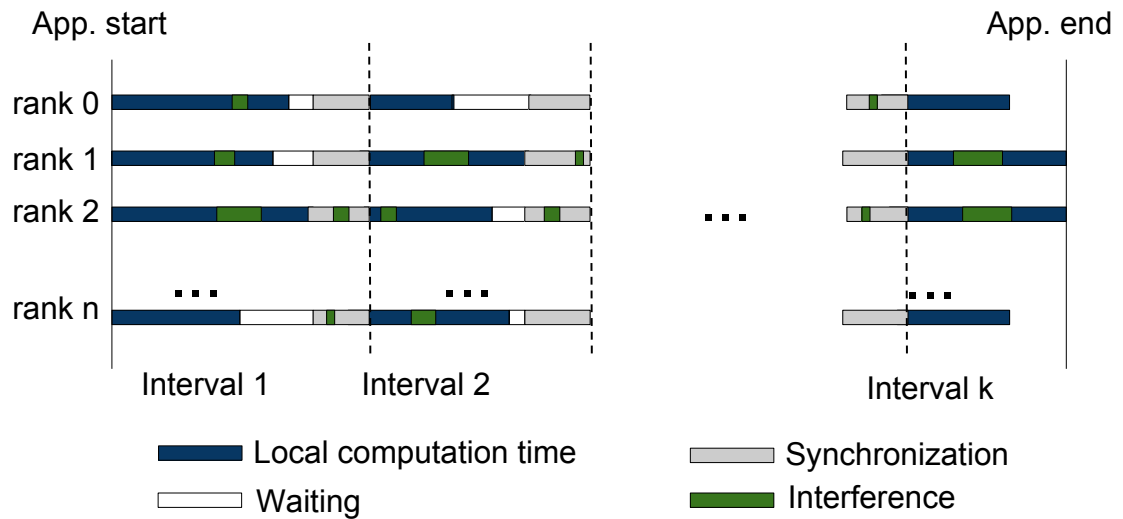 App. start
App. end
rank 0
rank 1
rank 2
...
...
...
...
rank n
Interval 1
Interval 2
Interval k
Local computation time
Synchronization
Waiting
Interference